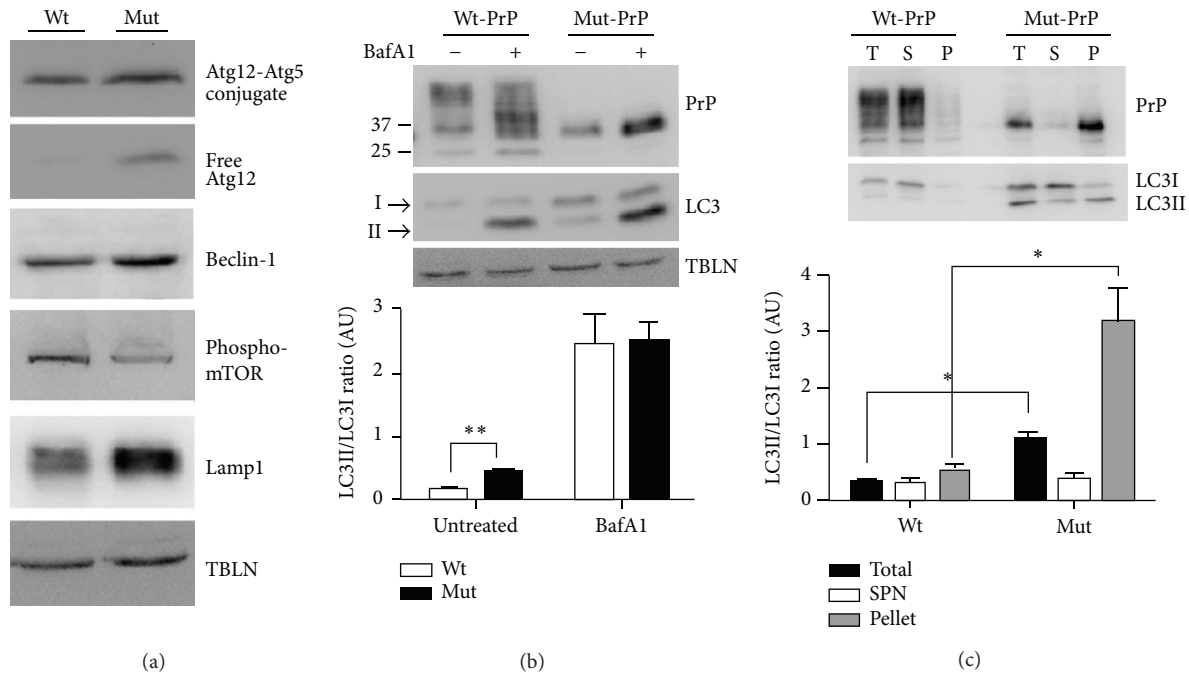 Wt Mut
Atg12-Atg5
conjugate
Free
Atg12
Beclin-1
Phospho-
mTOR
Lamp1
TBLN
(a)
Wt-PrP Mut-PrP
BafA1 − + − +
37
25
PrP
I
II
LC3
TBLN
LC3II/LC3I ratio (AU)
3
2
1
0
**
Untreated BafA1
Wt
Mut
(b)
Wt-PrP Mut-PrP
T S P T S P
PrP
LC3I
LC3II
LC3II/LC3I ratio (AU)
4
3
2
1
0
*
*
Wt Mut
Total
SPN
Pellet
(c)